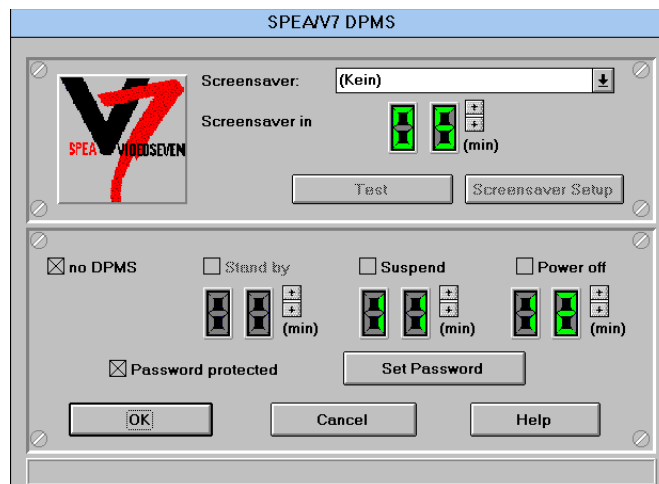 SPEA/V7 DPMS
V7
SPEA VIDEOSEVEN
Screensaver: (Kein)
Screensaver in 05 (min)
Test Screensaver Setup
no DPMS Stand by Suspend Power off
(min) 11 (min) 12 (min)
Password protected Set Password
OK Cancel Help